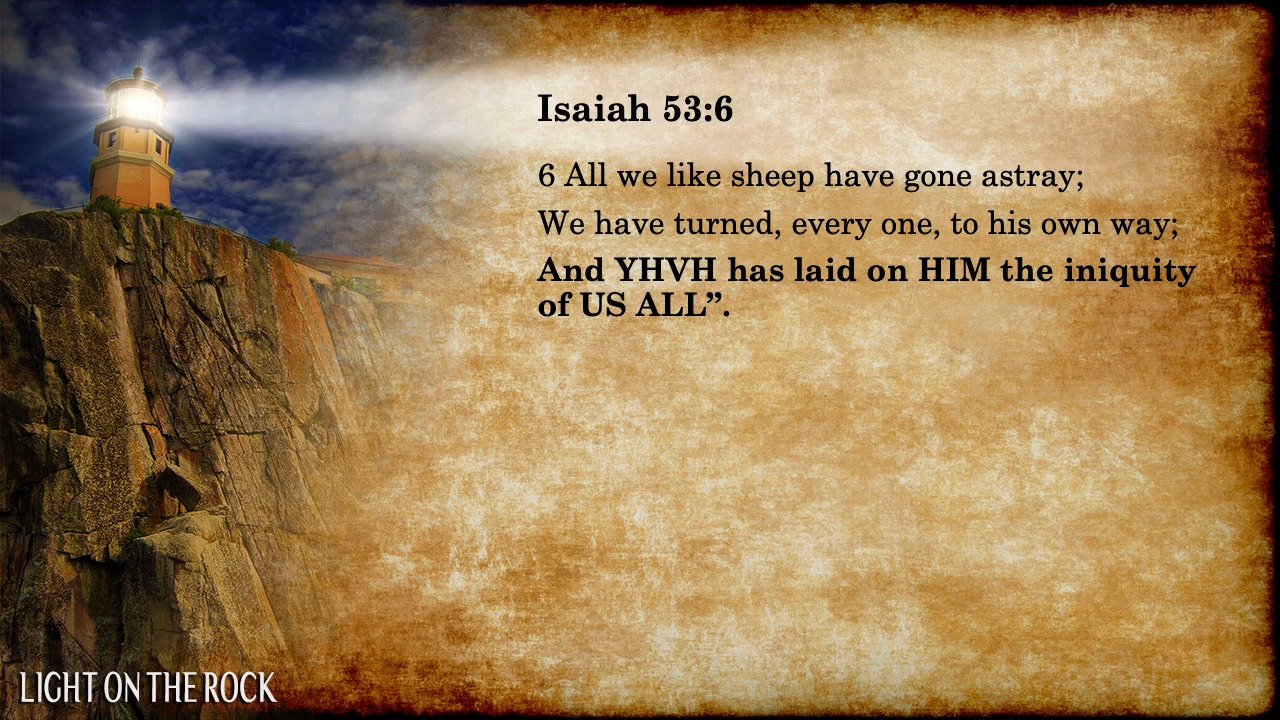 Isaiah 53:6
6 All we like sheep have gone astray;
We have turned, every one, to his own way;
And YHVH has laid on HIM the iniquity
of US ALL”.
LIGHT ON THE ROCK